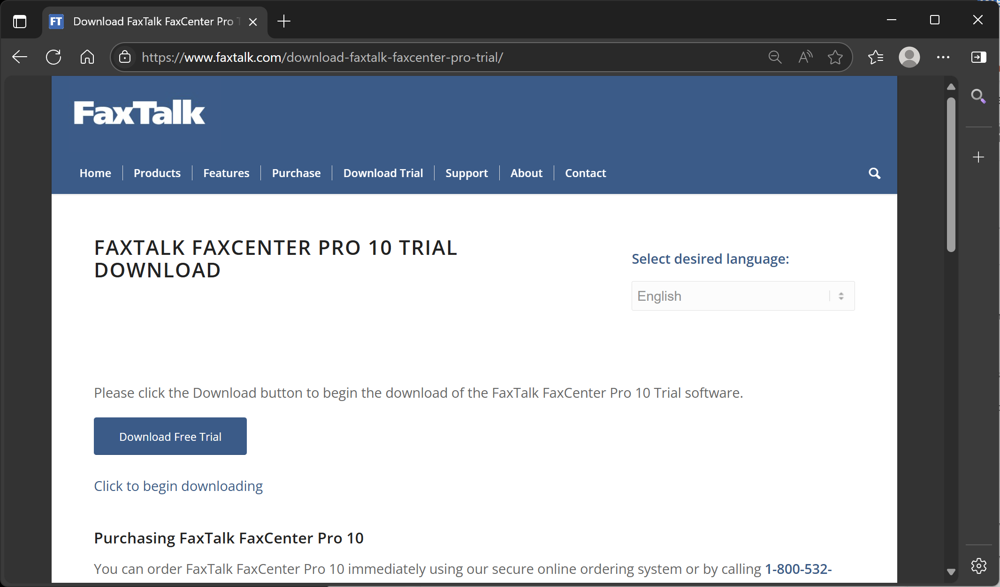 FT Download FaxTalk FaxCenter Pro
https://www.faxtalk.com/download-faxtalk-faxcenter-pro-trial/
FaxTalk
Home Products Features Purchase Download Trial Support About Contact
FAXTALK FAXCENTER PRO 10 TRIAL
DOWNLOAD
Select desired language:
English
Please click the Download button to begin the download of the FaxTalk FaxCenter Pro 10 Trial software.
Download Free Trial
Click to begin downloading
Purchasing FaxTalk FaxCenter Pro 10
You can order FaxTalk FaxCenter Pro 10 immediately using our secure online ordering system or by calling 1-800-532-